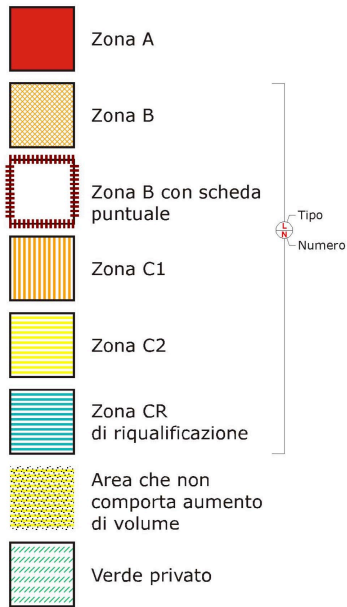 Zona A
Zona B
Zona B con scheda
puntuale
L
N
Tipo
Numero
Zona C1
Zona C2
Zona CR
di riqualificazione
Area che non
comporta aumento
di volume
Verde privato